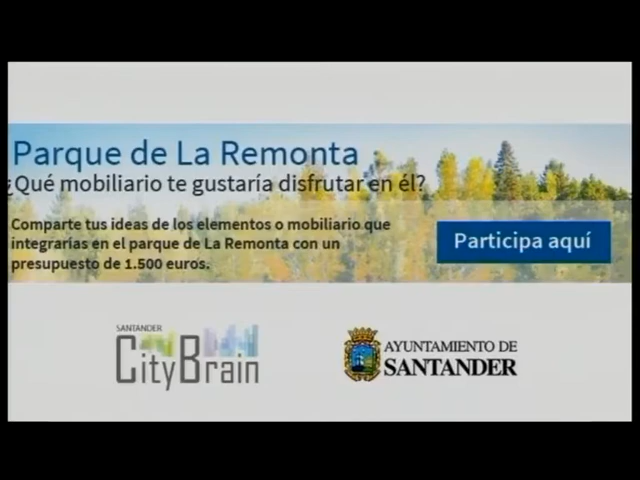 Parque de La Remonta
¿Qué mobiliario te gustaría disfrutar en él?
Comparte tus ideas de los elementos o mobiliario que
integrarías en el parque de La Remonta con un
presupuesto de 1.500 euros.
Participa aquí
SANTANDER
CityBrain
AYUNTAMIENTO DE
SANTANDER